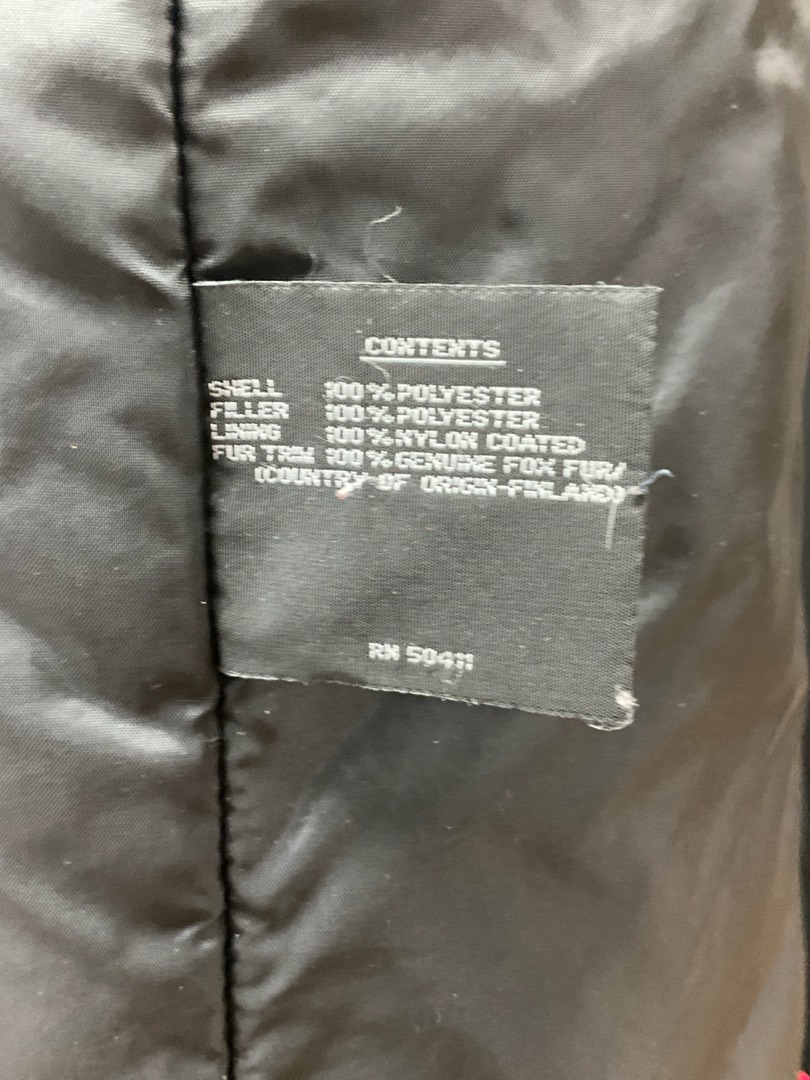 CONTENTS
SHELL 100% POLYESTER
FILLER 100% POLYESTER
LINING 100% NYLON COATED
FUR TRIM 100% GENUINE FOX FUR/
(COUNTRY OF ORIGIN-FINLAND)
RN 50411